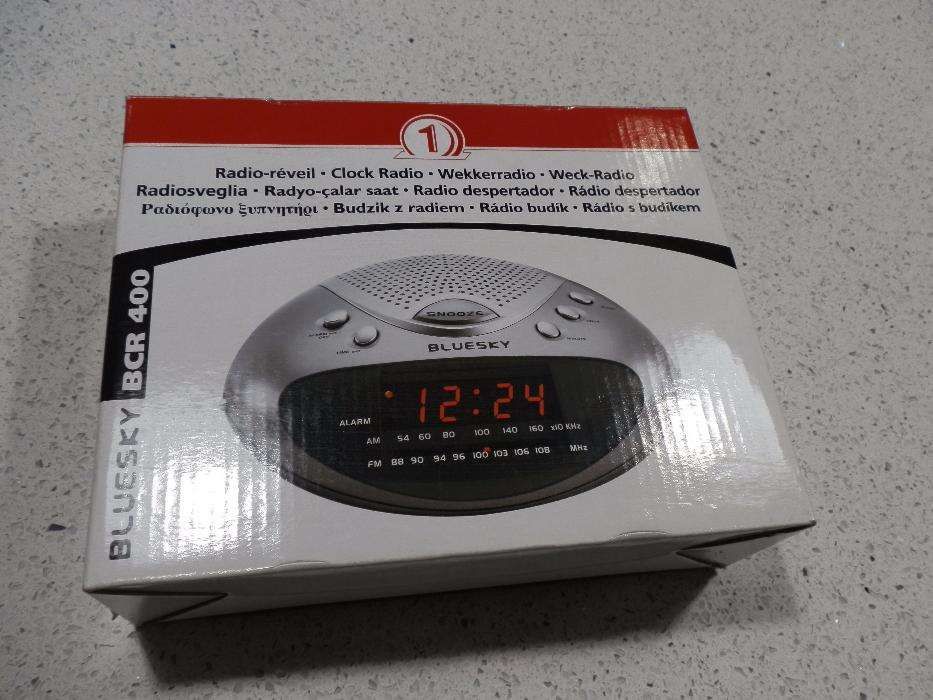 1
Radio-réveil • Clock Radio • Wekkerradio • Weck-Radio
Radiosveglia • Radyo-çalar saat • Radio despertador • Rádio despertador
Ραδιόφωνο ξυπνητήρι • Budzik z radiem • Rádio budík • Rádio s budíkem
BLUESKY BCR 400
SNOOZE
BLUESKY
12:24
ALARM
AM 54 60 80 100 140 160 x10 KHz
FM 88 90 94 96 100 103 106 108 MHz